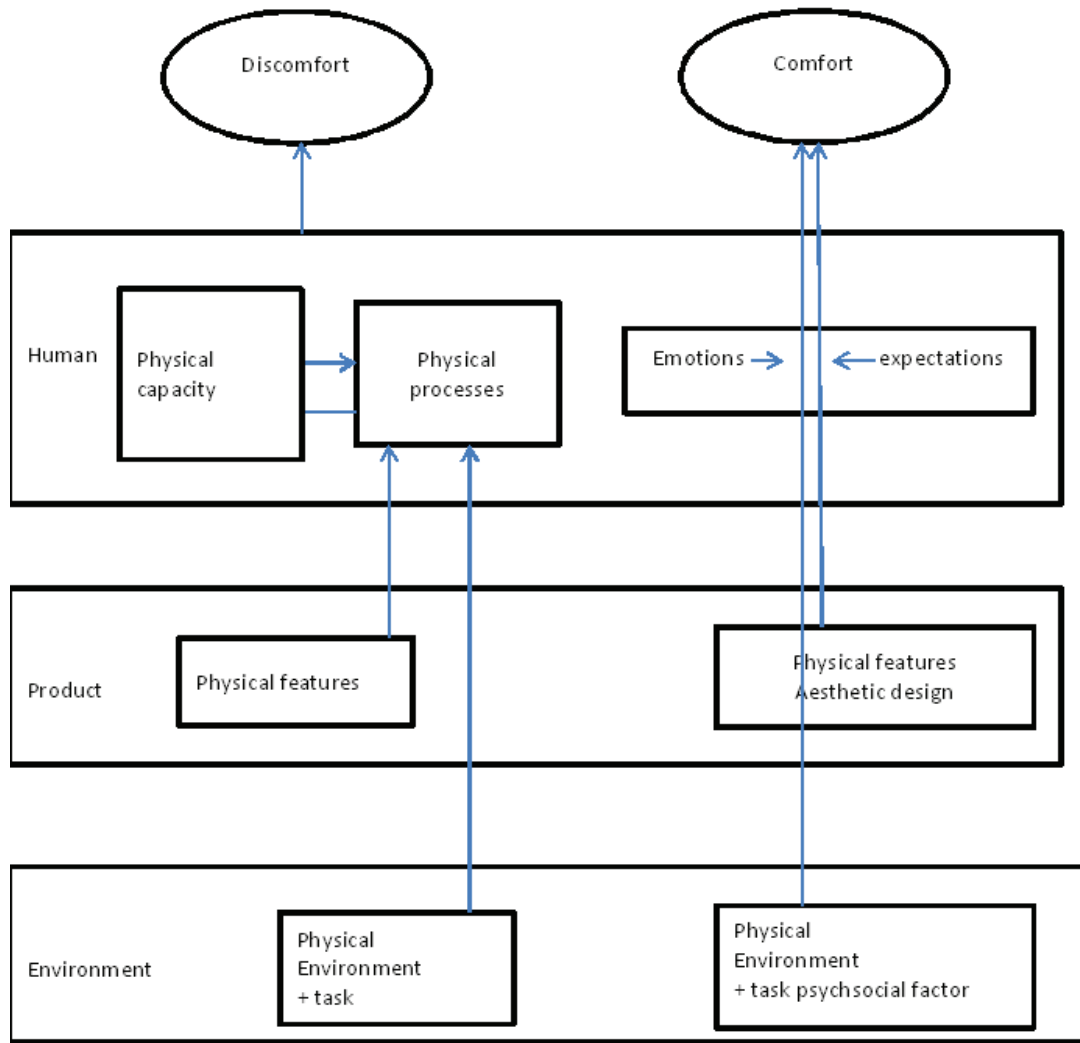 Discomfort
Comfort
Human
Physical
capacity
Physical
processes
Emotions
expectations
Product
Physical features
Physical features
Aesthetic design
Environment
Physical
Environment
+ task
Physical
Environment
+ task psychsocial factor